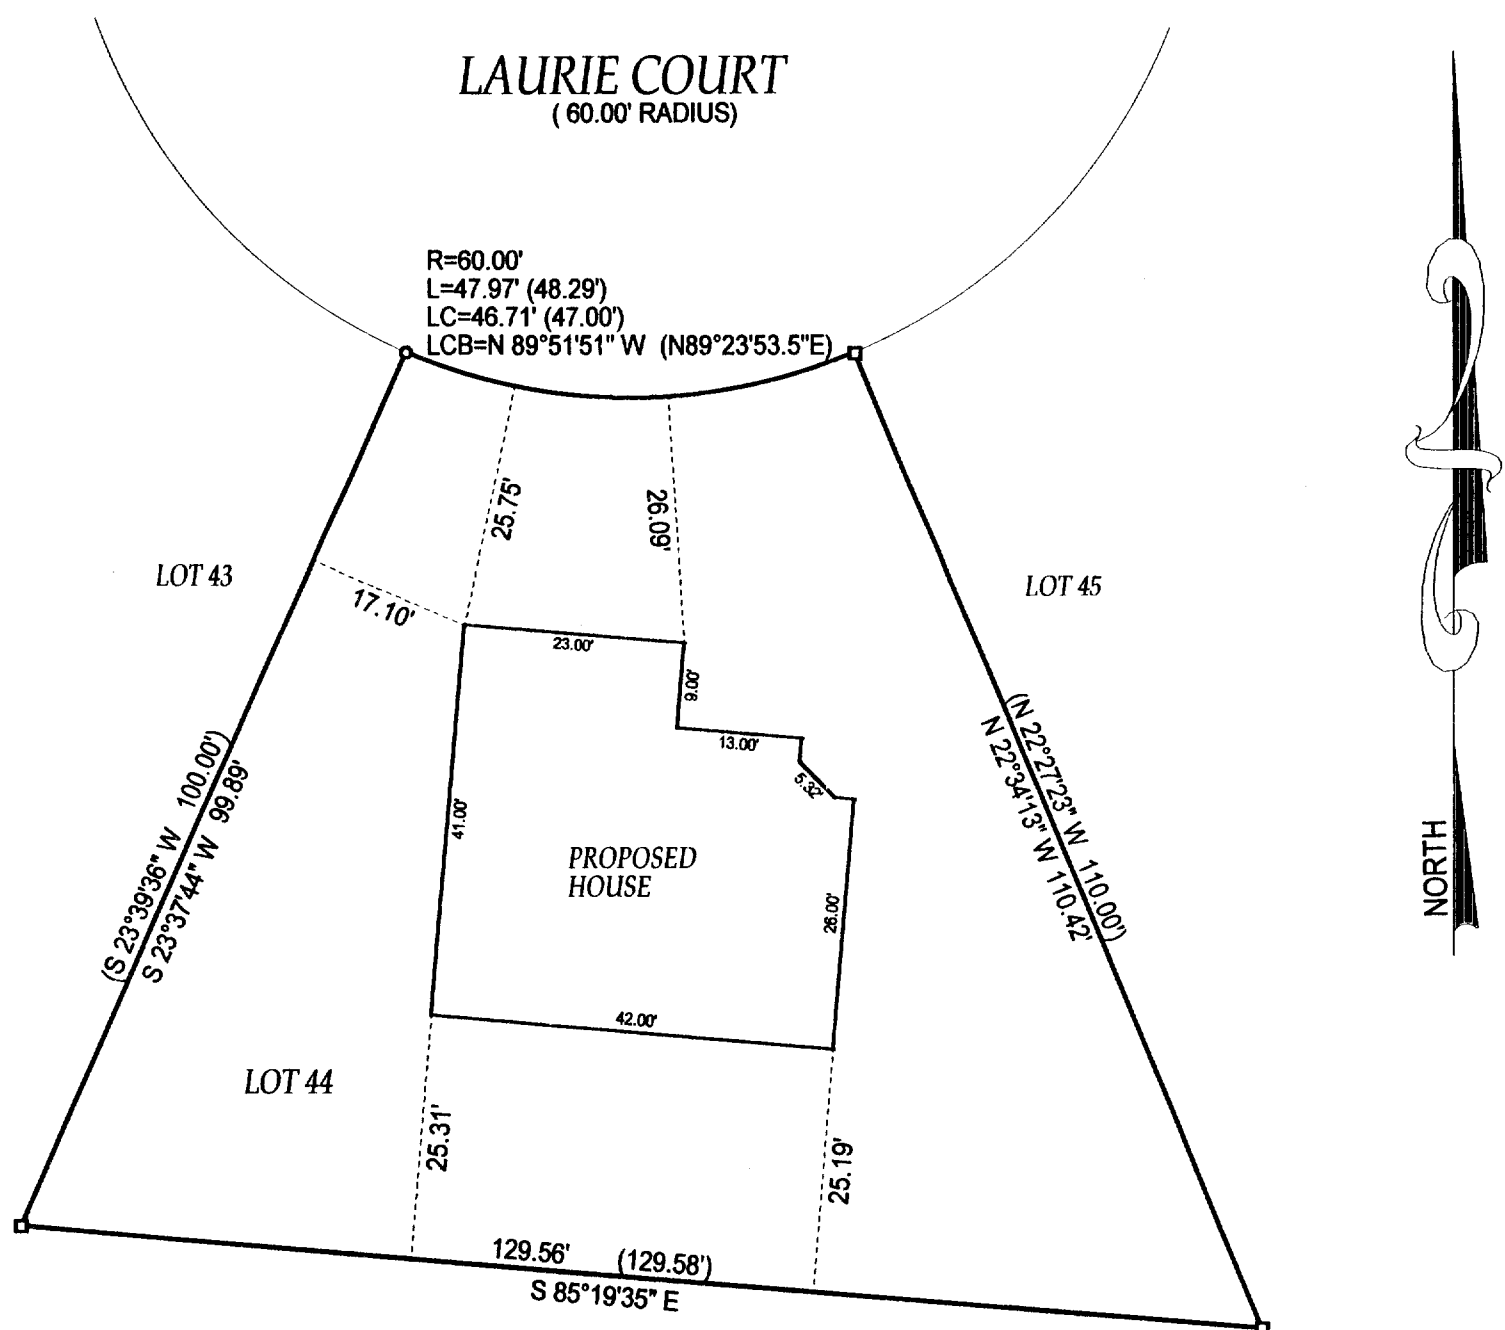 LAURIE COURT
( 60.00' RADIUS)
R=60.00'
L=47.97' (48.29')
LC=46.71' (47.00')
LCB=N 89°51'51" W (N89°23'53.5"E)
25.75'
26.09'
LOT 43
LOT 45
17.10'
23.00'
9.00'
13.00'
5.32'
(S 23°39'36" W 100.00')
S 23°37'44" W 99.89'
41.00'
PROPOSED
HOUSE
26.00'
(N 22°27'23" W 110.00')
N 22°34'13" W 110.42'
NORTH
42.00'
LOT 44
25.31'
25.19'
129.56' (129.58')
S 85°19'35" E